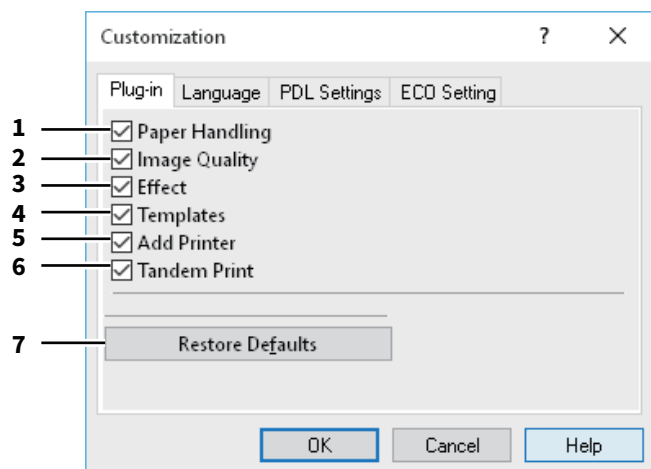 Customization ? ✕
Plug-in Language PDL Settings ECO Setting
1 Paper Handling
2 Image Quality
3 Effect
4 Templates
5 Add Printer
6 Tandem Print
7 Restore Defaults
OK Cancel Help